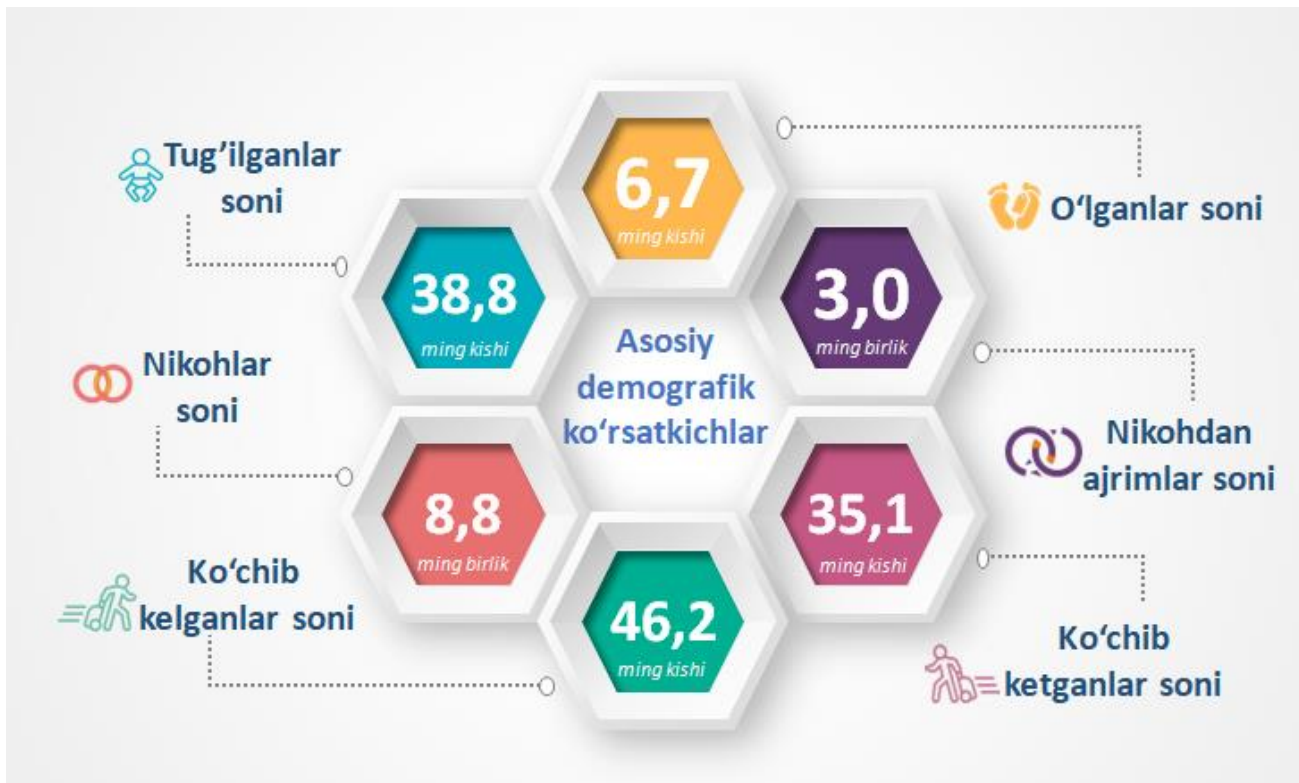 Tug’ilganlar
soni
38,8
ming kishi
6,7
ming kishi
O‘lganlar soni
3,0
ming birlik
Nikohdan
ajrimlar soni
Asosiy
demografik
ko‘rsatkichlar
Nikohlar
soni
8,8
ming birlik
35,1
ming kishi
Ko‘chib
ketganlar soni
Ko‘chib
kelganlar soni
46,2
ming kishi